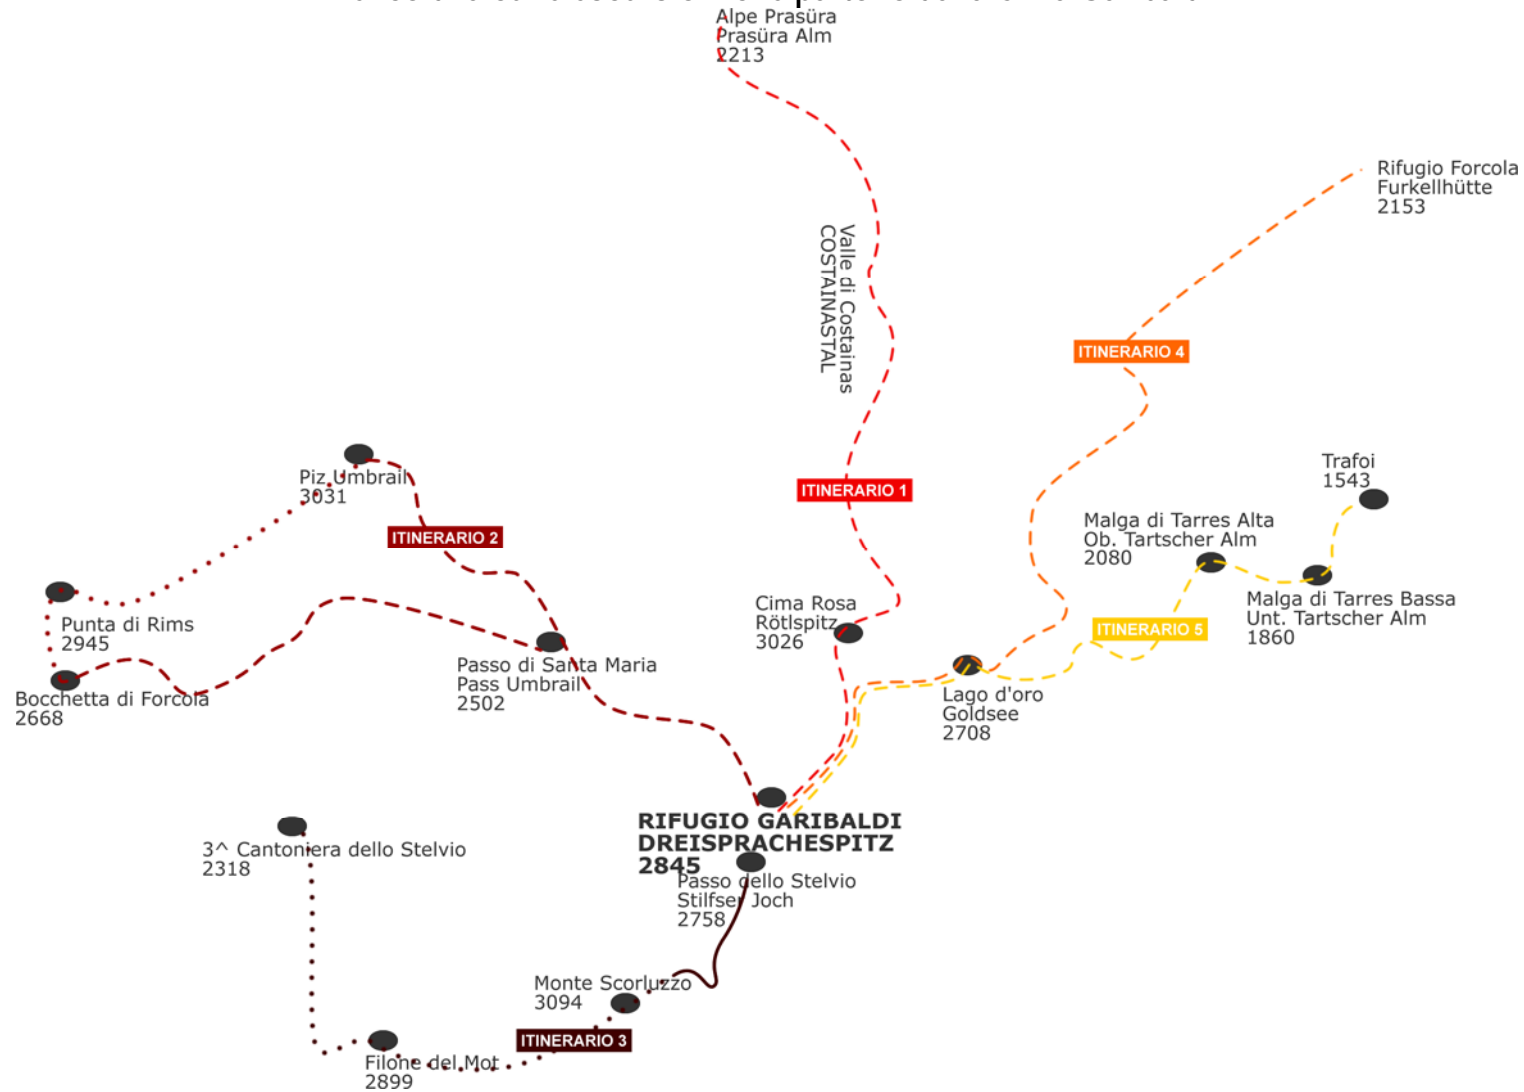 Alpe Prasüra
Prasüra Alm
2213
Rifugio Forcola
Furkellhütte
2153
Valle di Costainas
COSTAINASTAL
ITINERARIO 4
Piz Umbrail
3031
ITINERARIO 1
Trafoi
1543
ITINERARIO 2
Malga di Tarres Alta
Ob. Tartscher Alm
2080
Malga di Tarres Bassa
Unt. Tartscher Alm
1860
Cima Rosa
Rötlspitz
3026
ITINERARIO 5
Punta di Rims
2945
Passo di Santa Maria
Pass Umbrail
2502
Bocchetta di Forcola
2668
Lago d'oro
Goldsee
2708
RIFUGIO GARIBALDI
DREISPRACHESPITZ
2845
3^ Cantoniera dello Stelvio
2318
Passo dello Stelvio
Stilfser Joch
2758
Monte Scorluzzo
3094
ITINERARIO 3
Filone del Mot
2899